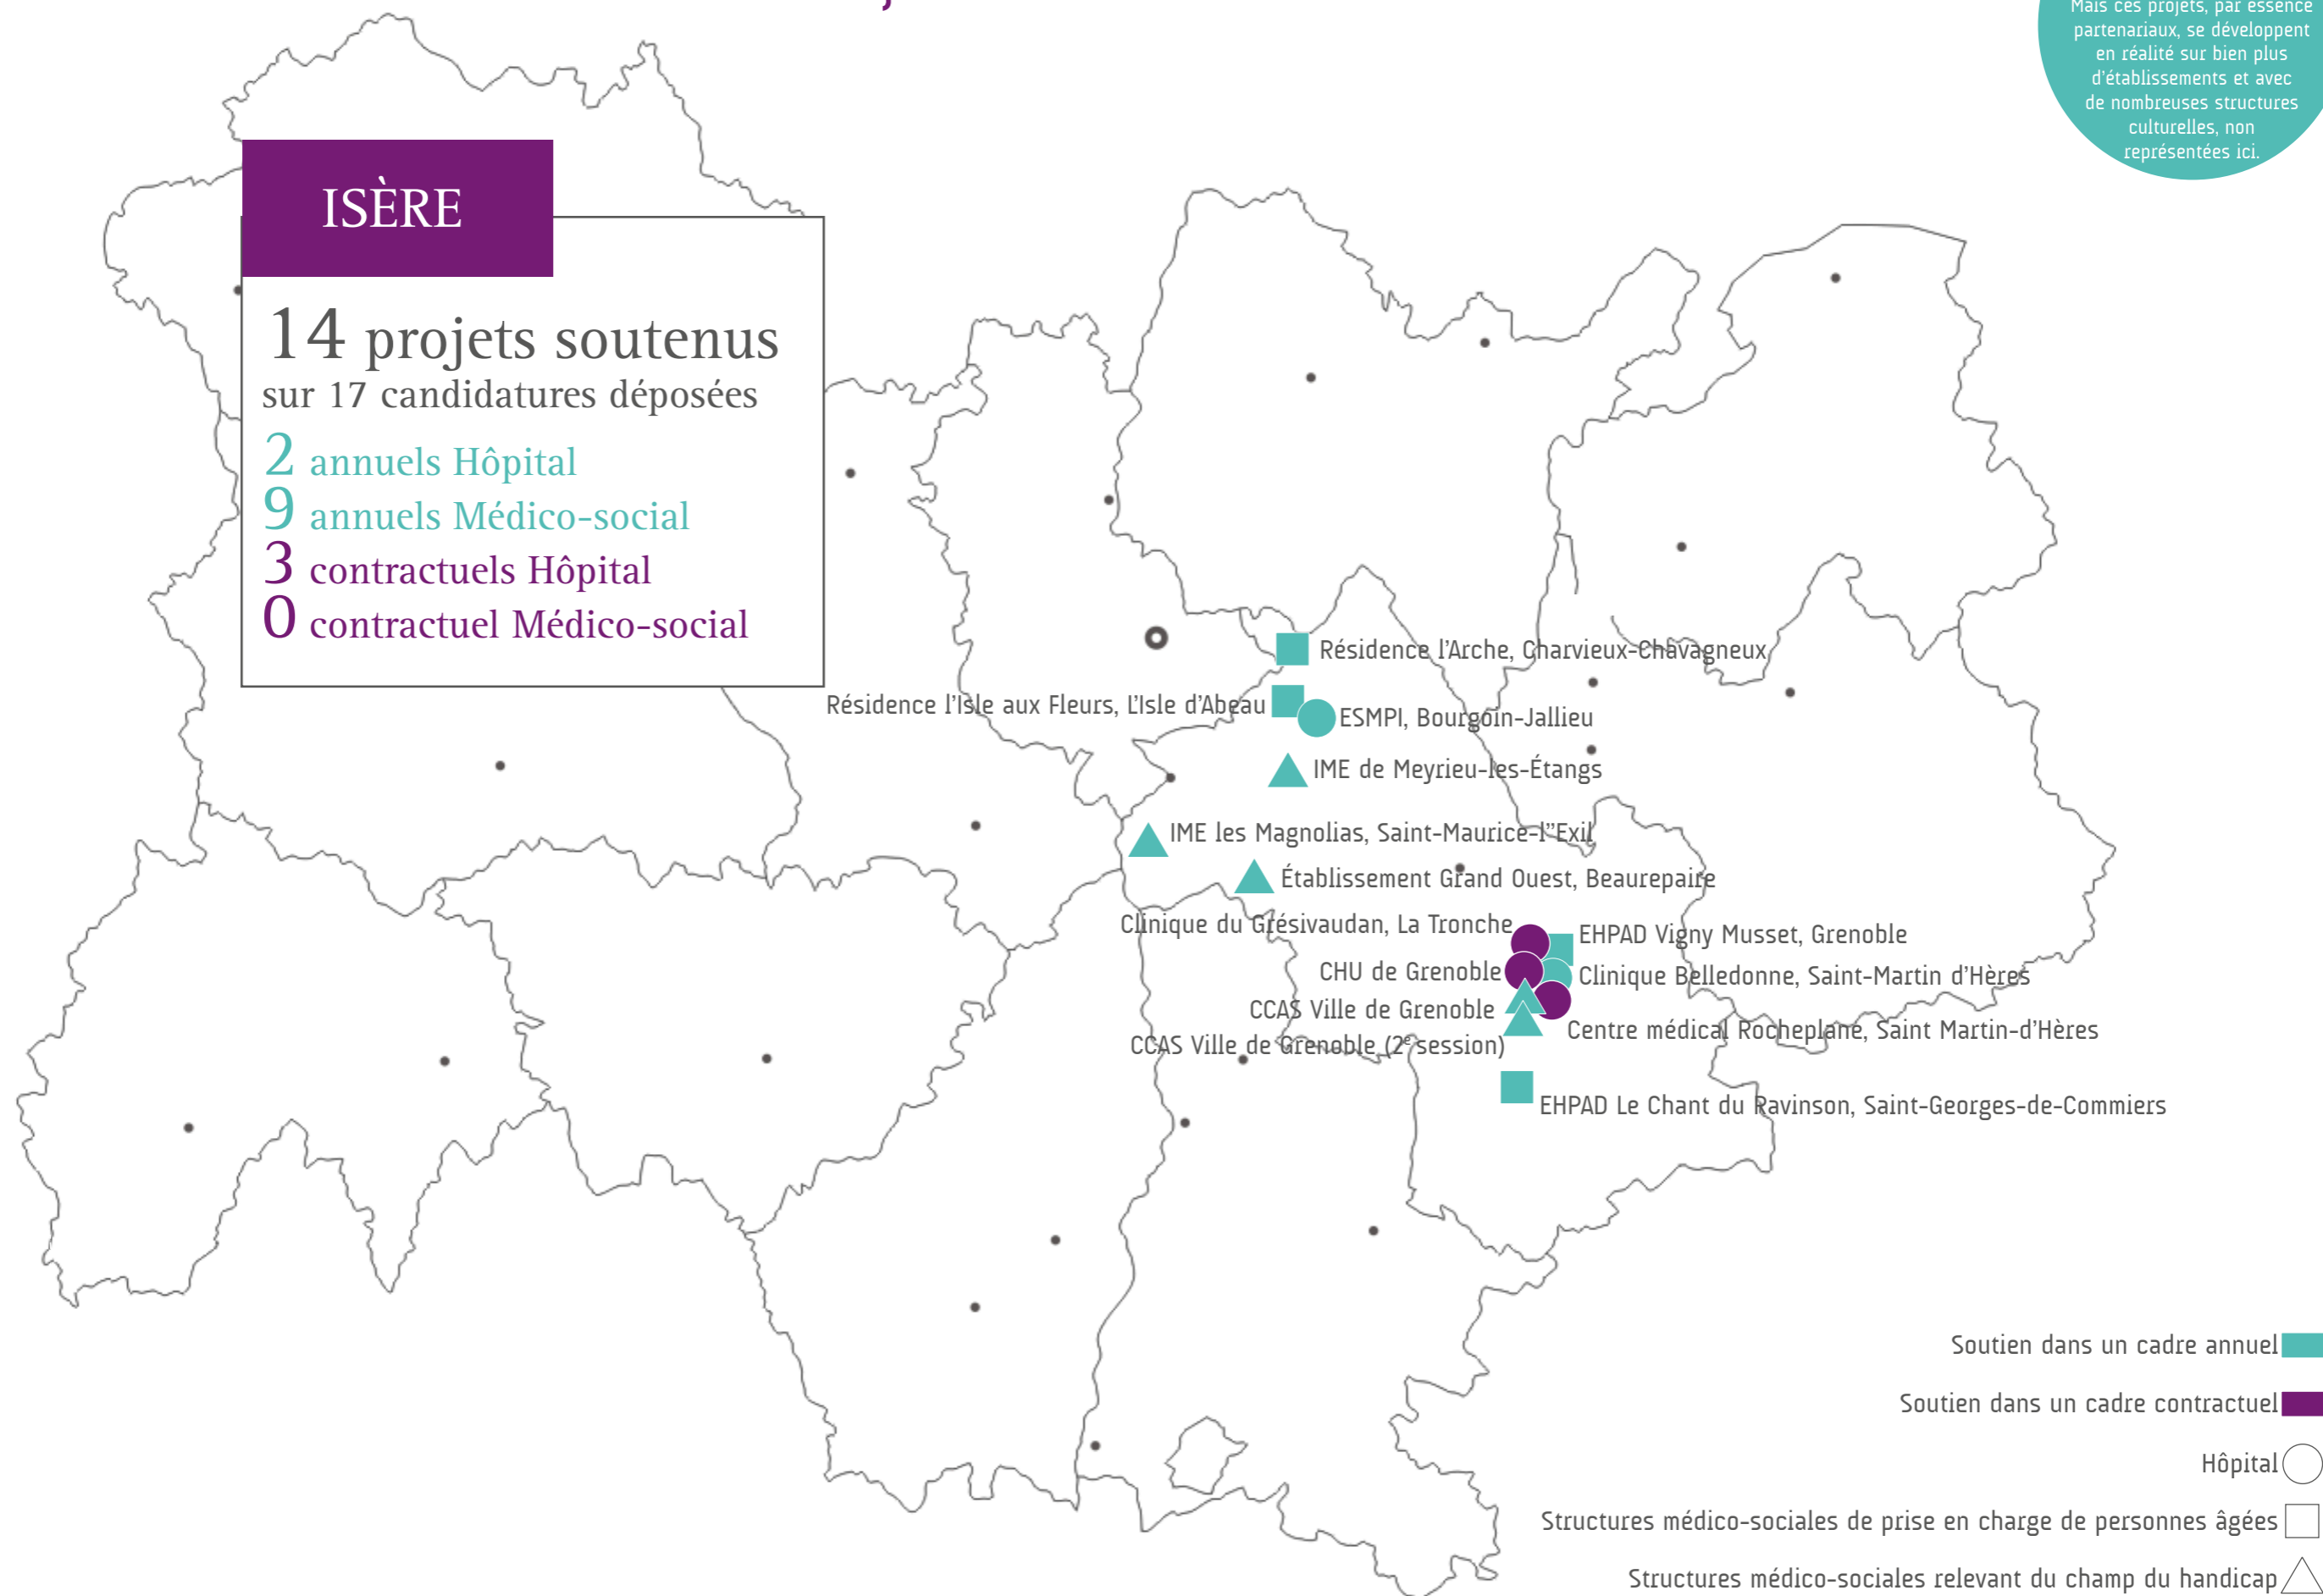 Mais ces projets, par essence
partenariaux, se développent
en réalité sur bien plus
d'établissements et avec
de nombreuses structures
culturelles, non
représentées ici.
ISÈRE
14 projets soutenus
sur 17 candidatures déposées
2 annuels Hôpital
9 annuels Médico-social
3 contractuels Hôpital
0 contractuel Médico-social
Résidence l'Arche, Charvieux-Chavagneux
Résidence l'Isle aux Fleurs, L'Isle d'Abeau
ESMPI, Bourgoin-Jallieu
IME de Meyrieu-les-Étangs
IME les Magnolias, Saint-Maurice-l''Exil
Établissement Grand Ouest, Beaurepaire
Clinique du Grésivaudan, La Tronche
EHPAD Vigny Musset, Grenoble
CHU de Grenoble
Clinique Belledonne, Saint-Martin d'Hères
CCAS Ville de Grenoble
Centre médical Rocheplane, Saint Martin-d'Hères
CCAS Ville de Grenoble (2e session)
EHPAD Le Chant du Ravinson, Saint-Georges-de-Commiers
Soutien dans un cadre annuel
Soutien dans un cadre contractuel
Hôpital
Structures médico-sociales de prise en charge de personnes âgées
Structures médico-sociales relevant du champ du handicap